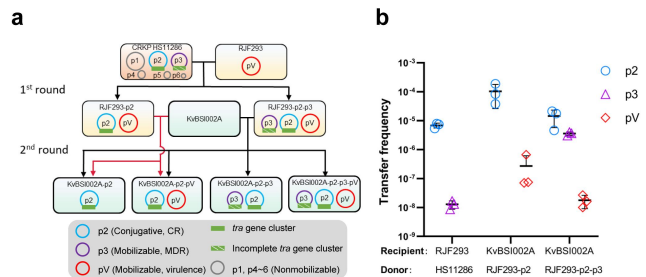 a
CRKP HS11286
p1
p2
p3
p4
p5
p6
RJF293
pV
1st round
RJF293-p2
p2
pV
KvBSI002A
RJF293-p2-p3
p3
p2
pV
2nd round
KvBSI002A-p2
p2
KvBSI002A-p2-pV
p2
pV
KvBSI002A-p2-p3
p3
p2
KvBSI002A-p2-p3-pV
p3
p2
pV
p2 (Conjugative, CR)
tra gene cluster
p3 (Mobilizable, MDR)
Incomplete tra gene cluster
pV (Mobilizable, virulence)
p1, p4~6 (Nonmobilizable)
b
Transfer frequency
10-3
10-4
10-5
10-6
10-7
10-8
10-9
p2
p3
pV
Recipient: RJF293 KvBSI002A KvBSI002A
Donor: HS11286 RJF293-p2 RJF293-p2-p3